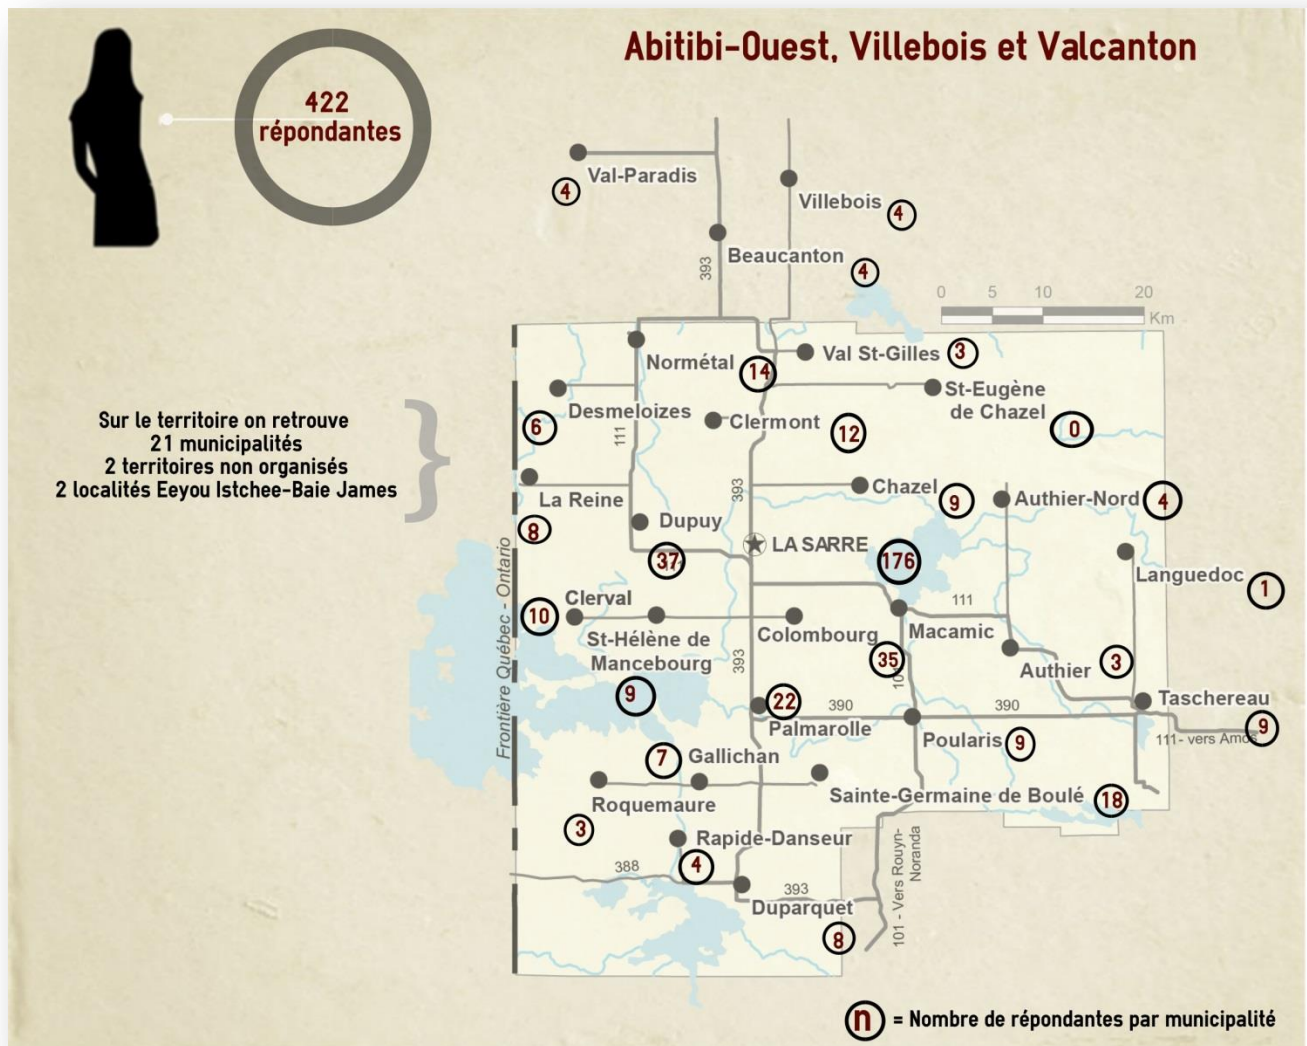 Abitibi-Ouest, Villebois et Valcanton
422
répondantes
Val-Paradis
4
Villebois
4
Beaucanton
4
393
0 5 10 20
Km
Normétal
14
Val St-Gilles
3
St-Eugène
de Chazel
0
Desmeloizes
6
111
Clermont
12
Sur le territoire on retrouve
21 municipalités
2 territoires non organisés
2 localités Eeyou Istchee-Baie James
La Reine
8
393
Chazel
9
Authier-Nord
4
Dupuy
37
LA SARRE
176
Languedoc
1
Frontière Québec - Ontario
Clerval
10
St-Hélène de
Mancebourg
9
Colombourg
393
111
Macamic
35
Authier
3
22
Palmarolle
390
390
Taschereau
9
111- vers Amos
Poularis
9
7
Gallichan
Roquemaure
3
Sainte-Germaine de Boulé
18
Rapide-Danseur
4
388
393
Duparquet
8
101 - Vers Rouyn-
Noranda
n = Nombre de répondantes par municipalité